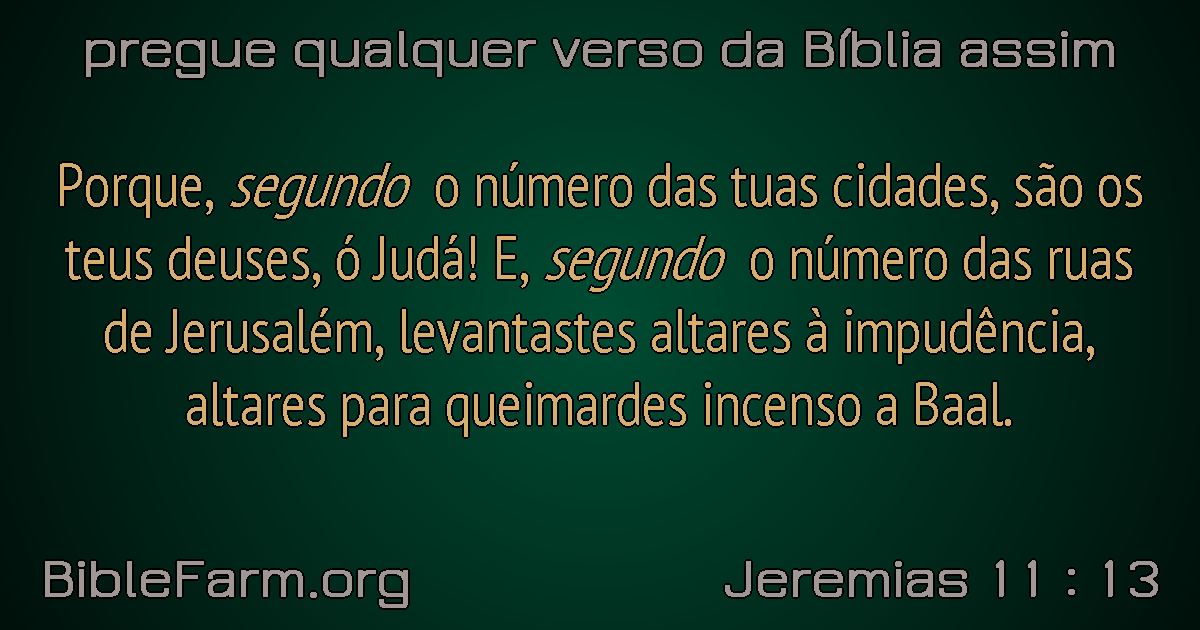 pregue qualquer verso da Bíblia assim
Porque, segundo o número das tuas cidades, são os
teus deuses, ó Judá! E, segundo o número das ruas
de Jerusalém, levantastes altares à impudência,
altares para queimardes incenso a Baal.
BibleFarm.org
Jeremias 11 : 13